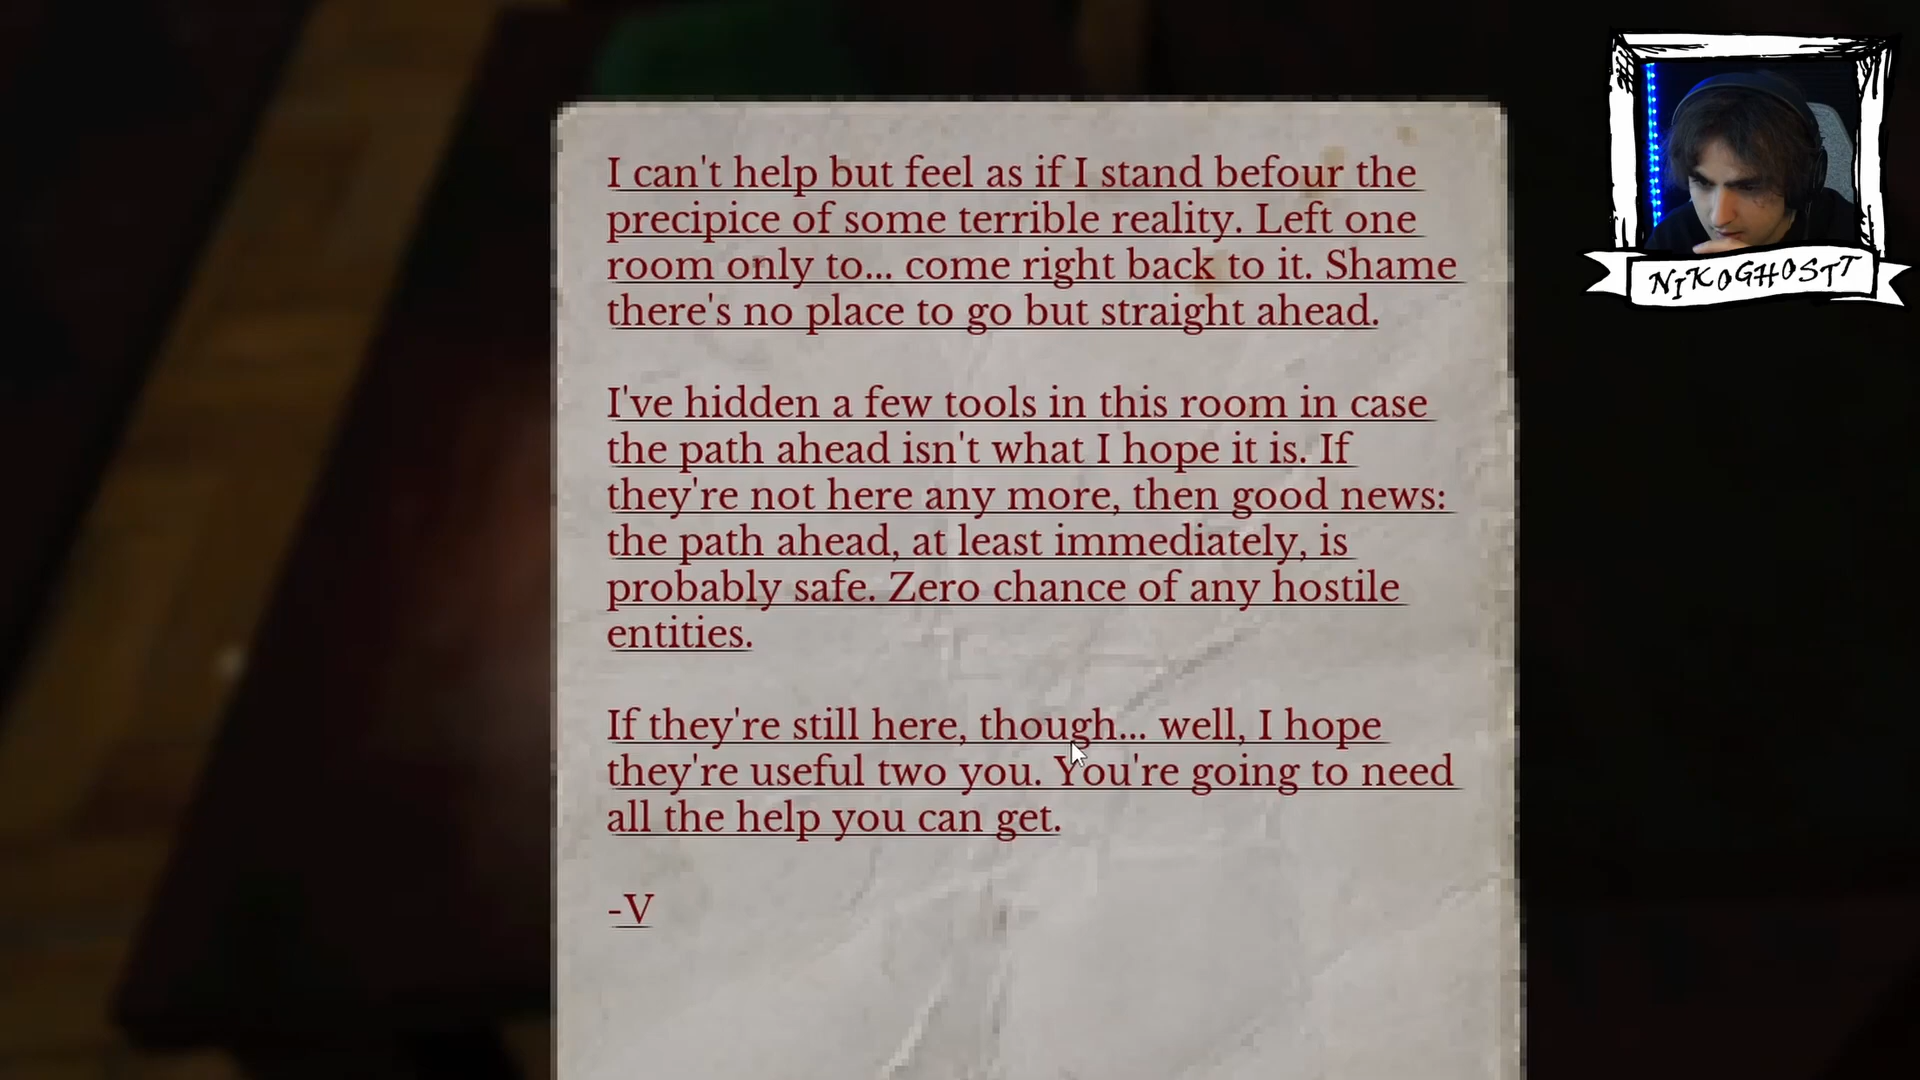 I can't help but feel as if I stand befour the
precipice of some terrible reality. Left one
room only to... come right back to it. Shame
there's no place to go but straight ahead.
I've hidden a few tools in this room in case
the path ahead isn't what I hope it is. If
they're not here any more, then good news:
the path ahead, at least immediately, is
probably safe. Zero chance of any hostile
entities.
If they're still here, though... well, I hope
they're useful two you. You're going to need
all the help you can get.
-V
NIKOGHOSTT